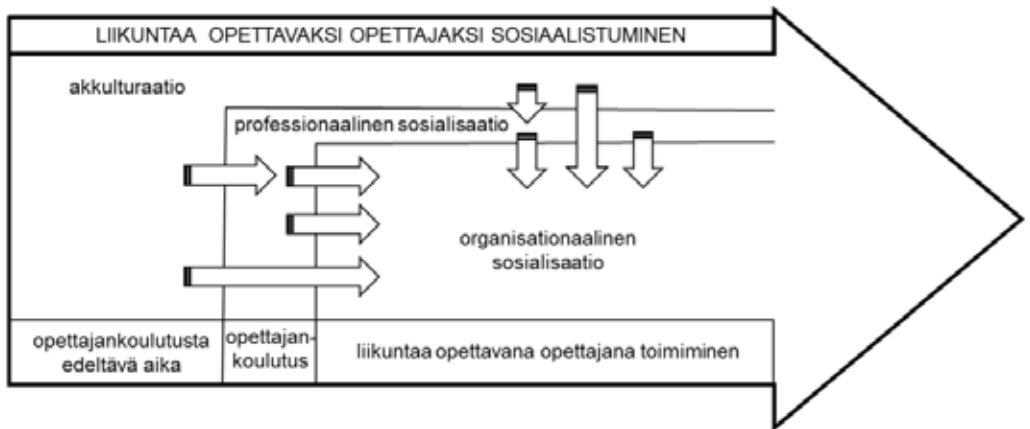 LIIKUNTAA OPETTAVAKSI OPETTAJAKSI SOSIAALISTUMINEN
akkulturaatio
professionaalinen sosialisaatio
organisationaalinen
sosialisaatio
opettajankoulutusta
edeltävä aika
opettajan-
koulutus
liikuntaa opettavana opettajana toimiminen